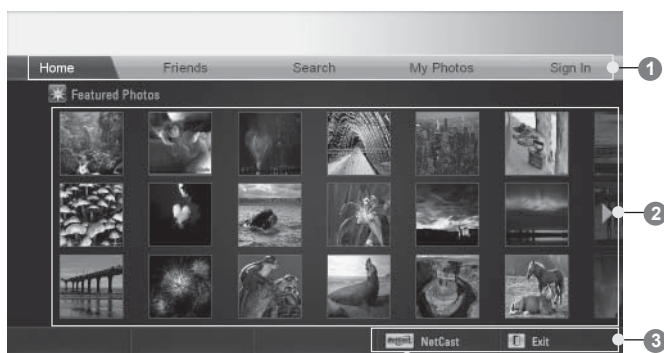 Home Friends Search My Photos Sign In
1
Featured Photos
2
NetCast Exit
3